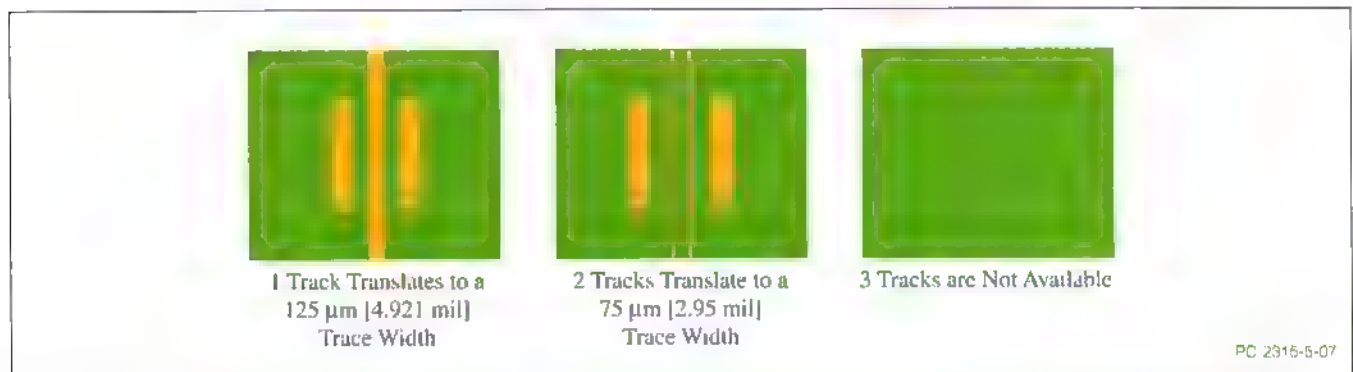 1 Track Translates to a
125 µm [4.921 mil]
Trace Width
2 Tracks Translate to a
75 µm [2.95 mil]
Trace Width
3 Tracks are Not Available
PC 2315-5-07